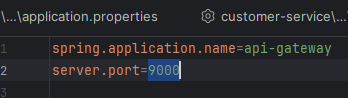 \...\application.properties
customer-service\...
1 spring.application.name=api-gateway
2 server.port=9000